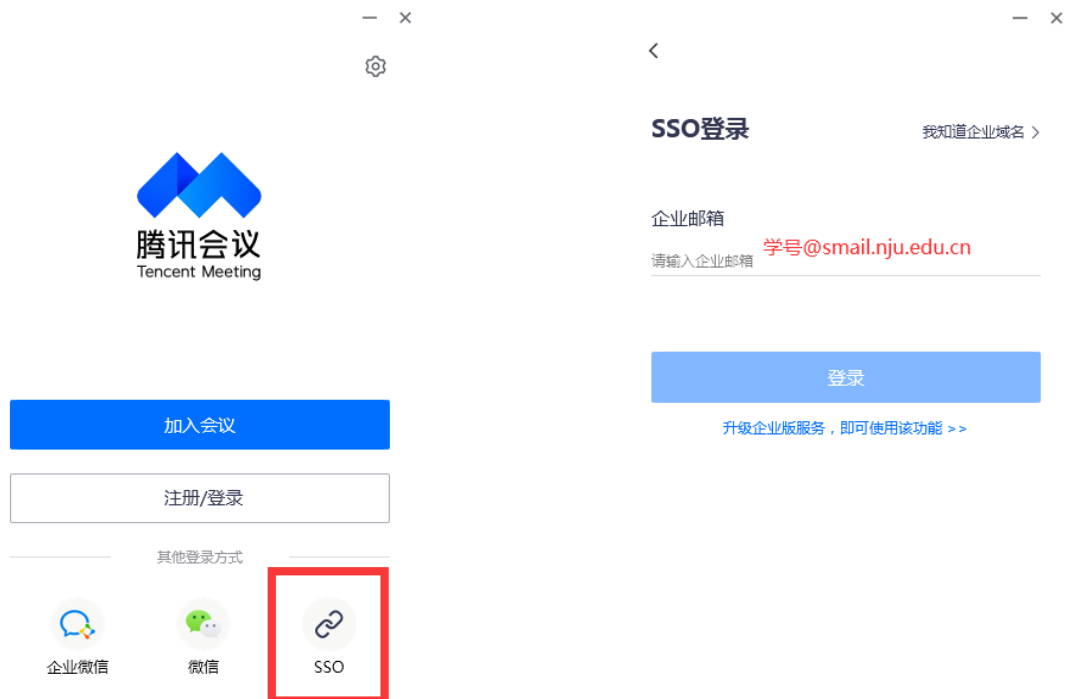 腾讯会议
Tencent Meeting
加入会议
注册/登录
其他登录方式
企业微信
微信
SSO
SSO登录
我知道企业域名
企业邮箱
学号@smail.nju.edu.cn
请输入企业邮箱
登录
升级企业版服务，即可使用该功能 >>